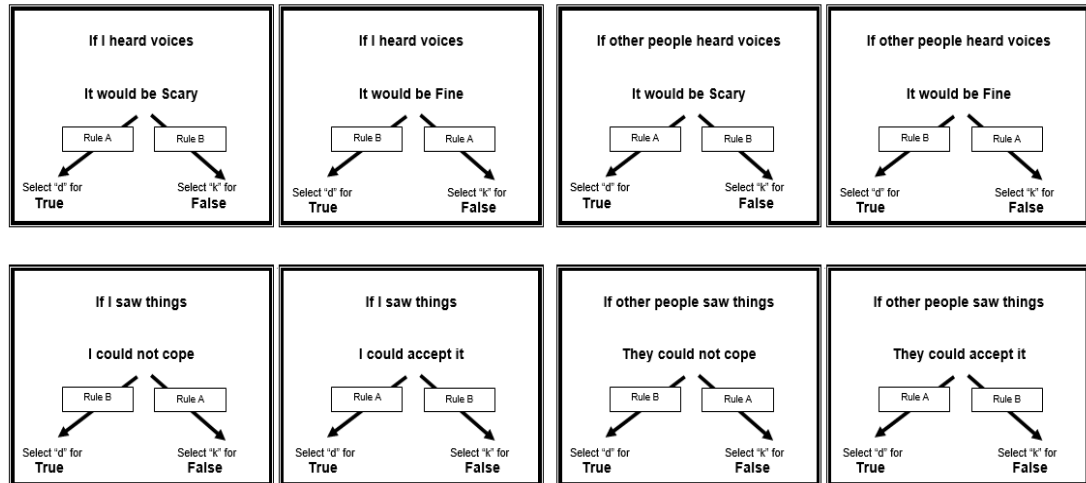 If I heard voices
It would be Scary
Rule A
Rule B
Select "d" for
True
Select "k" for
False
If I heard voices
It would be Fine
Rule B
Rule A
Select "d" for
True
Select "k" for
False
If other people heard voices
It would be Scary
Rule A
Rule B
Select "d" for
True
Select "k" for
False
If other people heard voices
It would be Fine
Rule B
Rule A
Select "d" for
True
Select "k" for
False
If I saw things
I could not cope
Rule B
Rule A
Select "d" for
True
Select "k" for
False
If I saw things
I could accept it
Rule A
Rule B
Select "d" for
True
Select "k" for
False
If other people saw things
They could not cope
Rule B
Rule A
Select "d" for
True
Select "k" for
False
If other people saw things
They could accept it
Rule A
Rule B
Select "d" for
True
Select "k" for
False